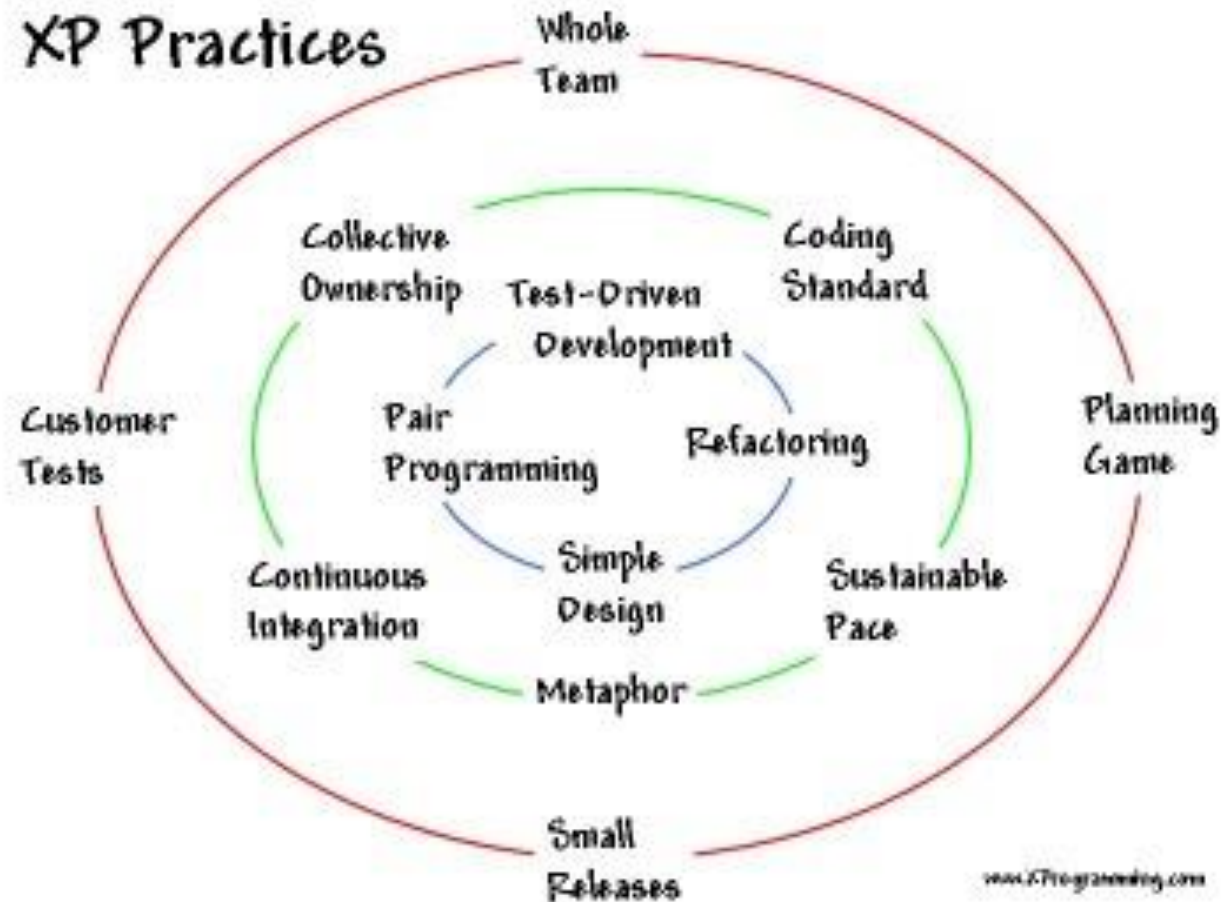 XP Practices
Whole
Team
Collective
Ownership
Coding
Standard
Test-Driven
Development
Customer
Tests
Pair
Programming
Refactoring
Planning
Game
Continuous
Integration
Simple
Design
Sustainable
Pace
Metaphor
Small
Releases
www.XProgramming.com